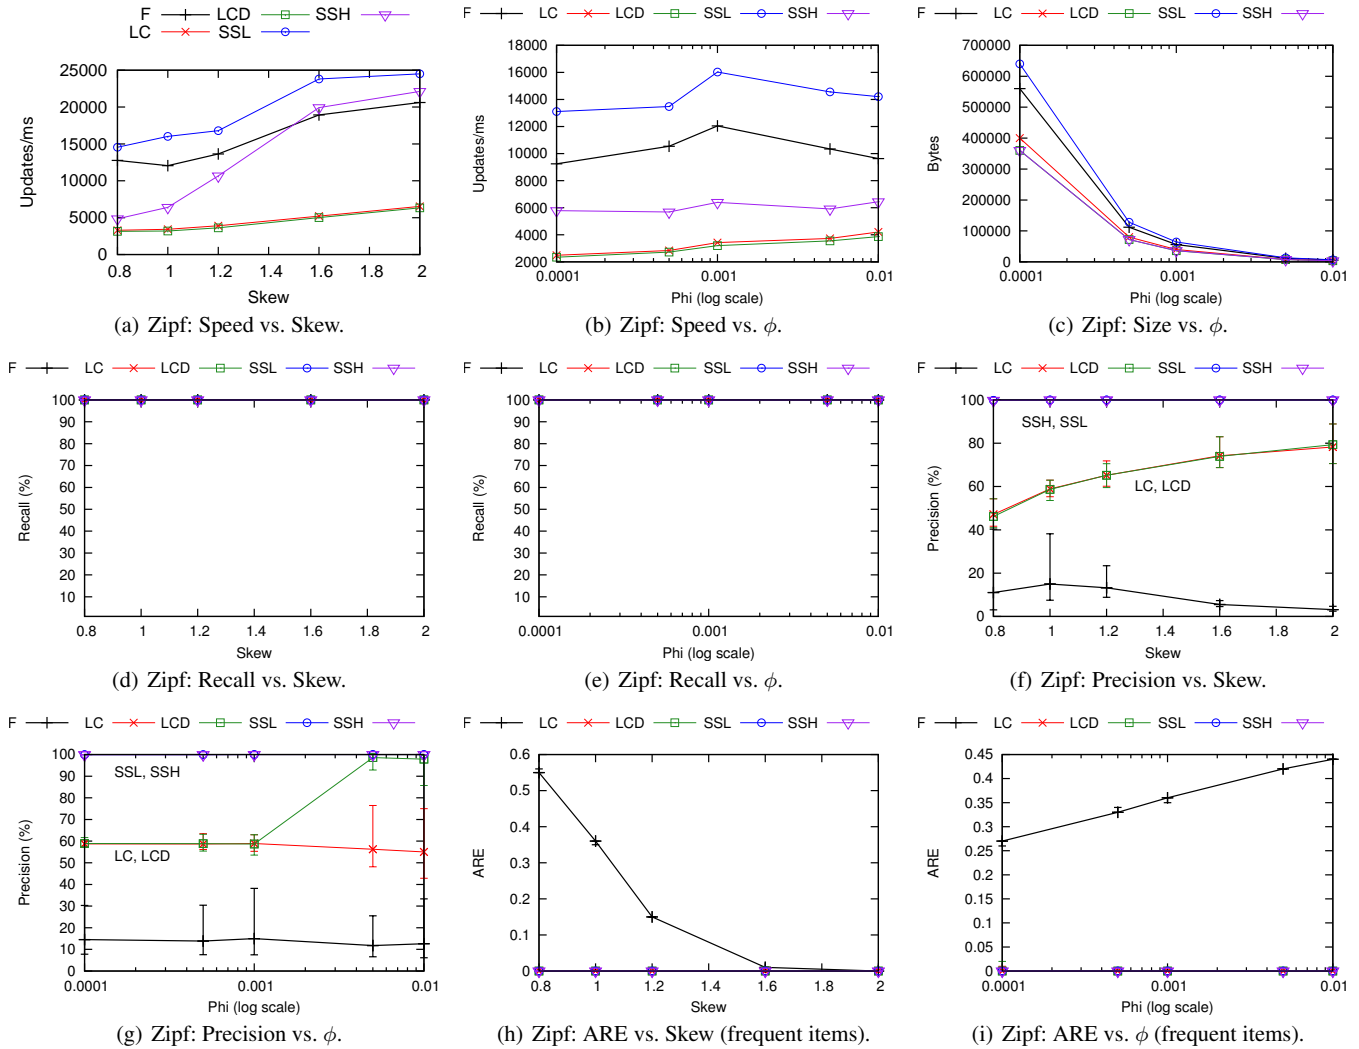 F LCD SSH
LC SSL
25000
20000
15000
10000
5000
0
Updates/ms
0.8 1 1.2 1.4 1.6 1.8 2
Skew
(a) Zipf: Speed vs. Skew.
F LC LCD SSL SSH
18000
16000
14000
12000
10000
8000
6000
4000
2000
Updates/ms
0.0001 0.001 0.01
Phi (log scale)
(b) Zipf: Speed vs. ϕ.
F LC LCD SSL SSH
700000
600000
500000
400000
300000
200000
100000
0
Bytes
0.0001 0.001 0.01
Phi (log scale)
(c) Zipf: Size vs. ϕ.
F LC LCD SSL SSH
100
90
80
70
60
50
40
30
20
10
Recall (%)
0.8 1 1.2 1.4 1.6 1.8 2
Skew
(d) Zipf: Recall vs. Skew.
F LC LCD SSL SSH
100
90
80
70
60
50
40
30
20
10
Recall (%)
0.0001 0.001 0.01
Phi (log scale)
(e) Zipf: Recall vs. ϕ.
F LC LCD SSL SSH
100
80
60
40
20
0
Precision (%)
SSH, SSL
LC, LCD
0.8 1 1.2 1.4 1.6 1.8 2
Skew
(f) Zipf: Precision vs. Skew.
F LC LCD SSL SSH
100
90
80
70
60
50
40
30
20
10
0
Precision (%)
SSL, SSH
LC, LCD
0.0001 0.001 0.01
Phi (log scale)
(g) Zipf: Precision vs. ϕ.
F LC LCD SSL SSH
0.6
0.5
0.4
0.3
0.2
0.1
0
ARE
0.8 1 1.2 1.4 1.6 1.8 2
Skew
(h) Zipf: ARE vs. Skew (frequent items).
F LC LCD SSL SSH
0.45
0.4
0.35
0.3
0.25
0.2
0.15
0.1
0.05
0
ARE
0.0001 0.001 0.01
Phi (log scale)
(i) Zipf: ARE vs. ϕ (frequent items).